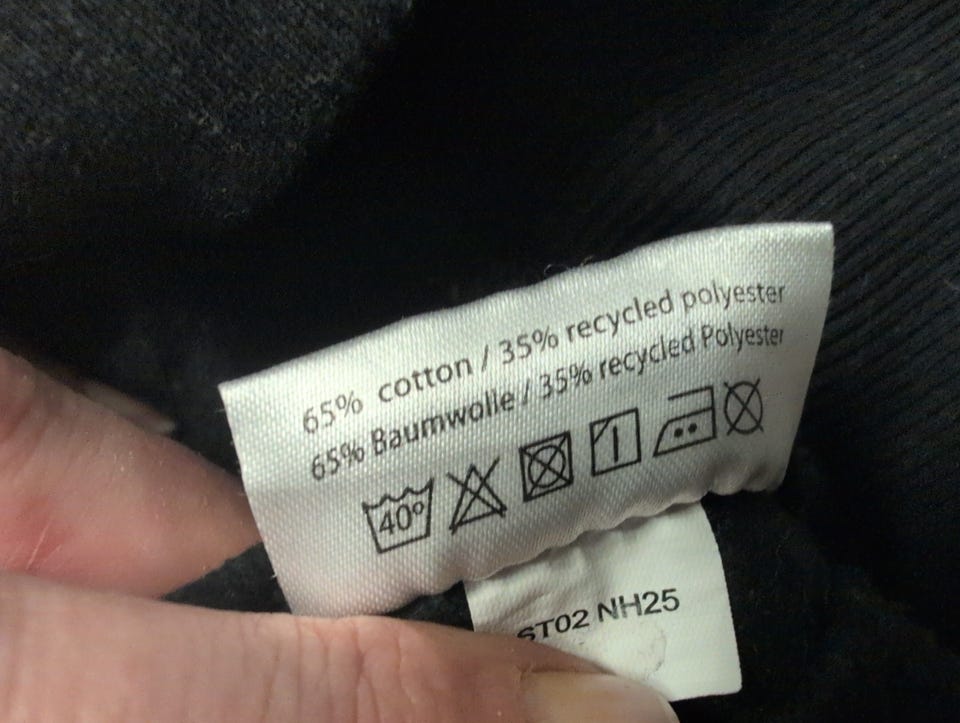 65% cotton / 35% recycled polyester
65% Baumwolle / 35% recycled Polyester
40°
ST02 NH25